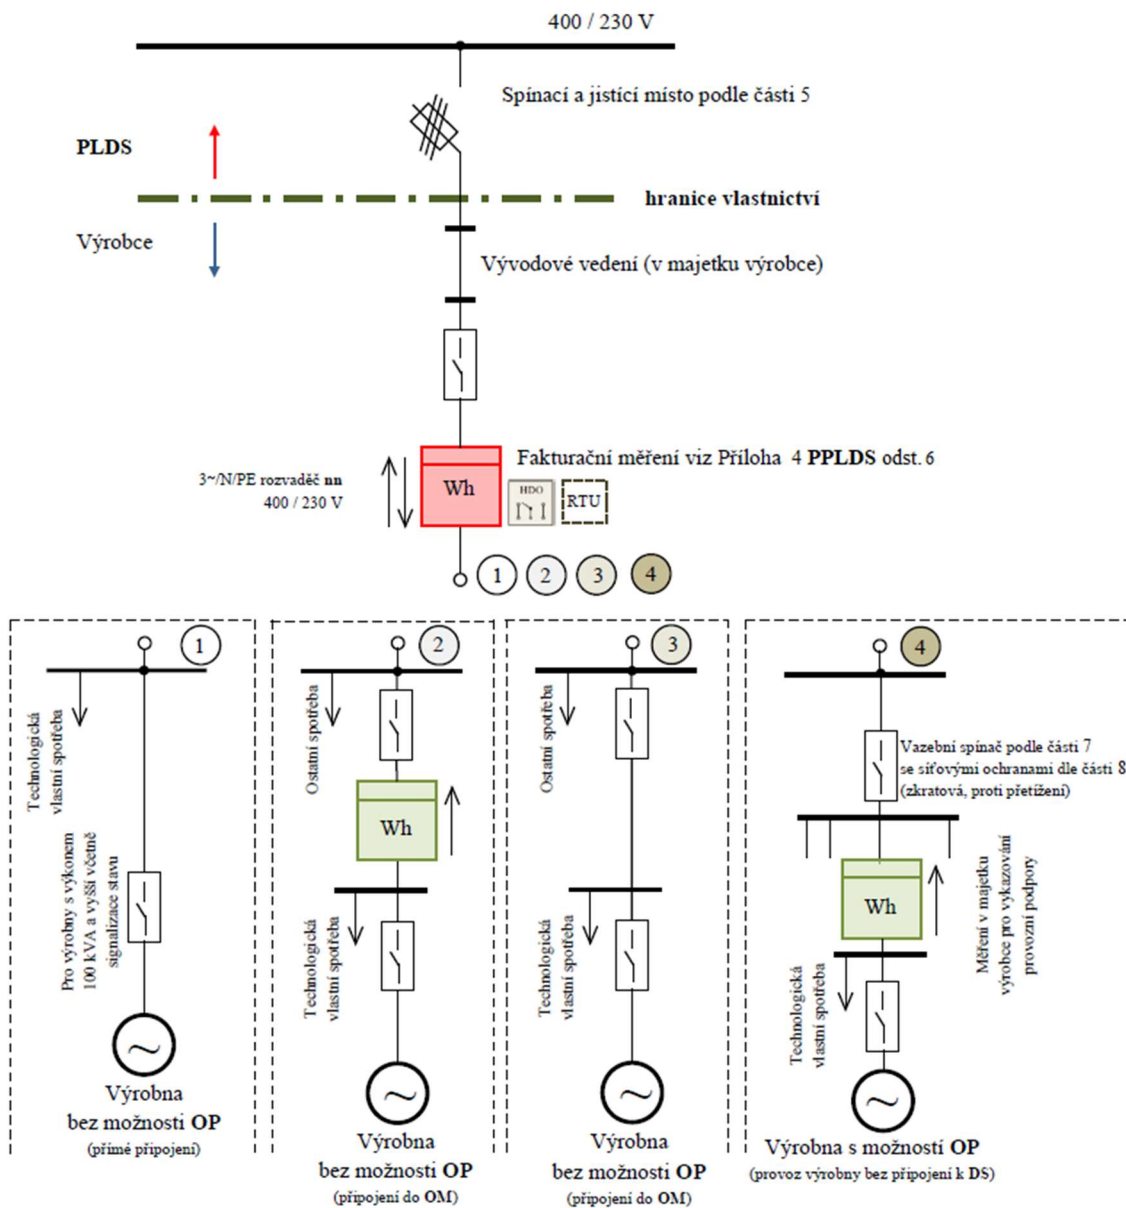 400 / 230 V
Spínací a jistící místo podle části 5
PLDS
hranice vlastnictví
Výrobce
Vývodové vedení (v majetku výrobce)
Fakturační měření viz Příloha 4 PPLDS odst. 6
3~/N/PE rozvaděč nn
400 / 230 V
Wh
HDO
RTU
1
2
3
4
1
Technologická
vlastní spotřeba
Pro výrobny s výkonem
100 kVA a vyšší včetně
signalizace stavu
Výrobna
bez možnosti OP
(přímé připojení)
2
Ostatní spotřeba
Wh
Technologická
vlastní spotřeba
Výrobna
bez možnosti OP
(připojení do OM)
3
Ostatní spotřeba
Technologická
vlastní spotřeba
Výrobna
bez možnosti OP
(připojení do OM)
4
Vazební spínač podle části 7
se síťovými ochranami dle části 8
(zkratová, proti přetížení)
Wh
Měření v majetku
výrobce pro vykazování
provozní podpory
Technologická
vlastní spotřeba
Výrobna s možností OP
(provoz výrobny bez připojení k DS)